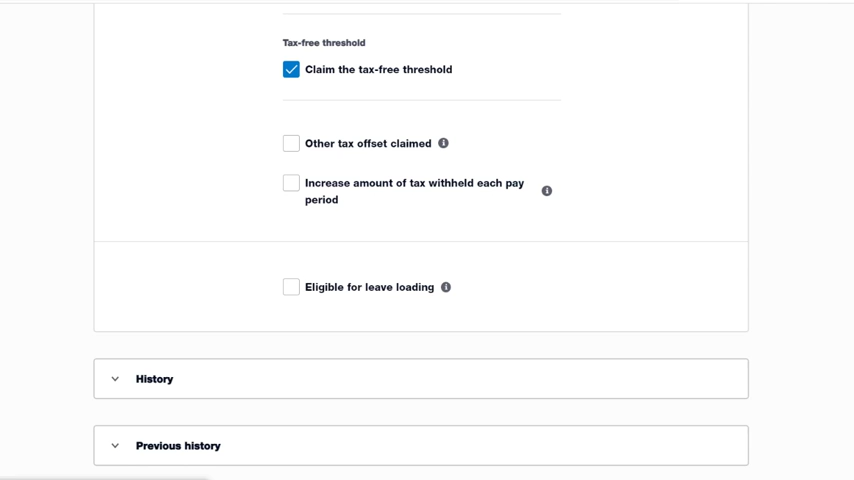 Tax-free threshold
Claim the tax-free threshold
Other tax offset claimed
Increase amount of tax withheld each pay
period
Eligible for leave loading
History
Previous history